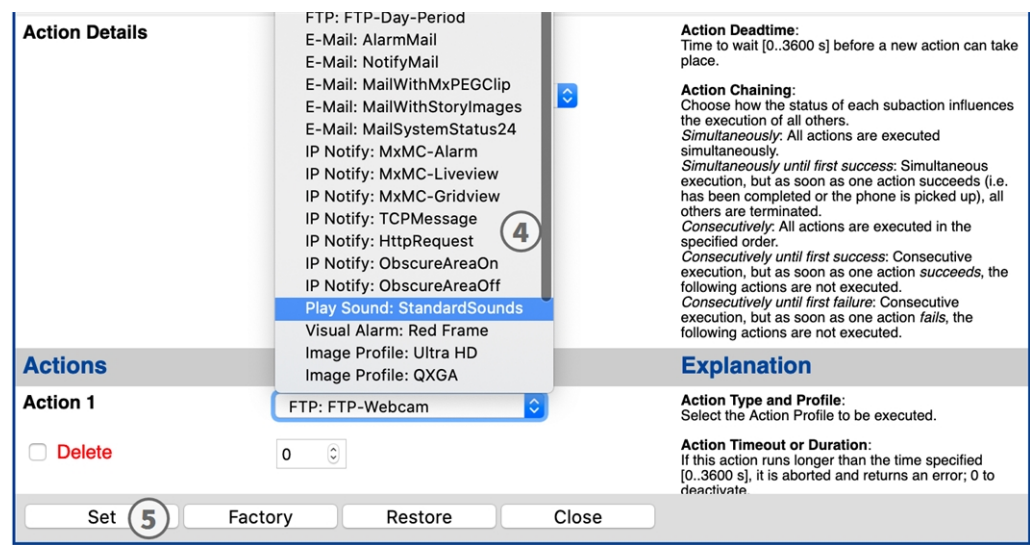 Action Details
FTP: FTP-Day-Period
E-Mail: AlarmMail
E-Mail: NotifyMail
E-Mail: MailWithMxPEGClip
E-Mail: MailWithStoryImages
E-Mail: MailSystemStatus24
IP Notify: MxMC-Alarm
IP Notify: MxMC-Liveview
IP Notify: MxMC-Gridview
IP Notify: TCPMessage
IP Notify: HttpRequest
IP Notify: ObscureAreaOn
IP Notify: ObscureAreaOff
Play Sound: StandardSounds
Visual Alarm: Red Frame
Image Profile: Ultra HD
Image Profile: QXGA
4
Action Deadtime:
Time to wait [0..3600 s] before a new action can take
place.
Action Chaining:
Choose how the status of each subaction influences
the execution of all others.
Simultaneously: All actions are executed
simultaneously.
Simultaneously until first success: Simultaneous
execution, but as soon as one action succeeds (i.e.
has been completed or the phone is picked up), all
others are terminated.
Consecutively: All actions are executed in the
specified order.
Consecutively until first success: Consecutive
execution, but as soon as one action succeeds, the
following actions are not executed.
Consecutively until first failure: Consecutive
execution, but as soon as one action fails, the
following actions are not executed.
Actions
Explanation
Action 1
FTP: FTP-Webcam
Action Type and Profile:
Select the Action Profile to be executed.
Delete
0
Action Timeout or Duration:
If this action runs longer than the time specified
[0..3600 s], it is aborted and returns an error; 0 to
deactivate.
Set
5
Factory
Restore
Close